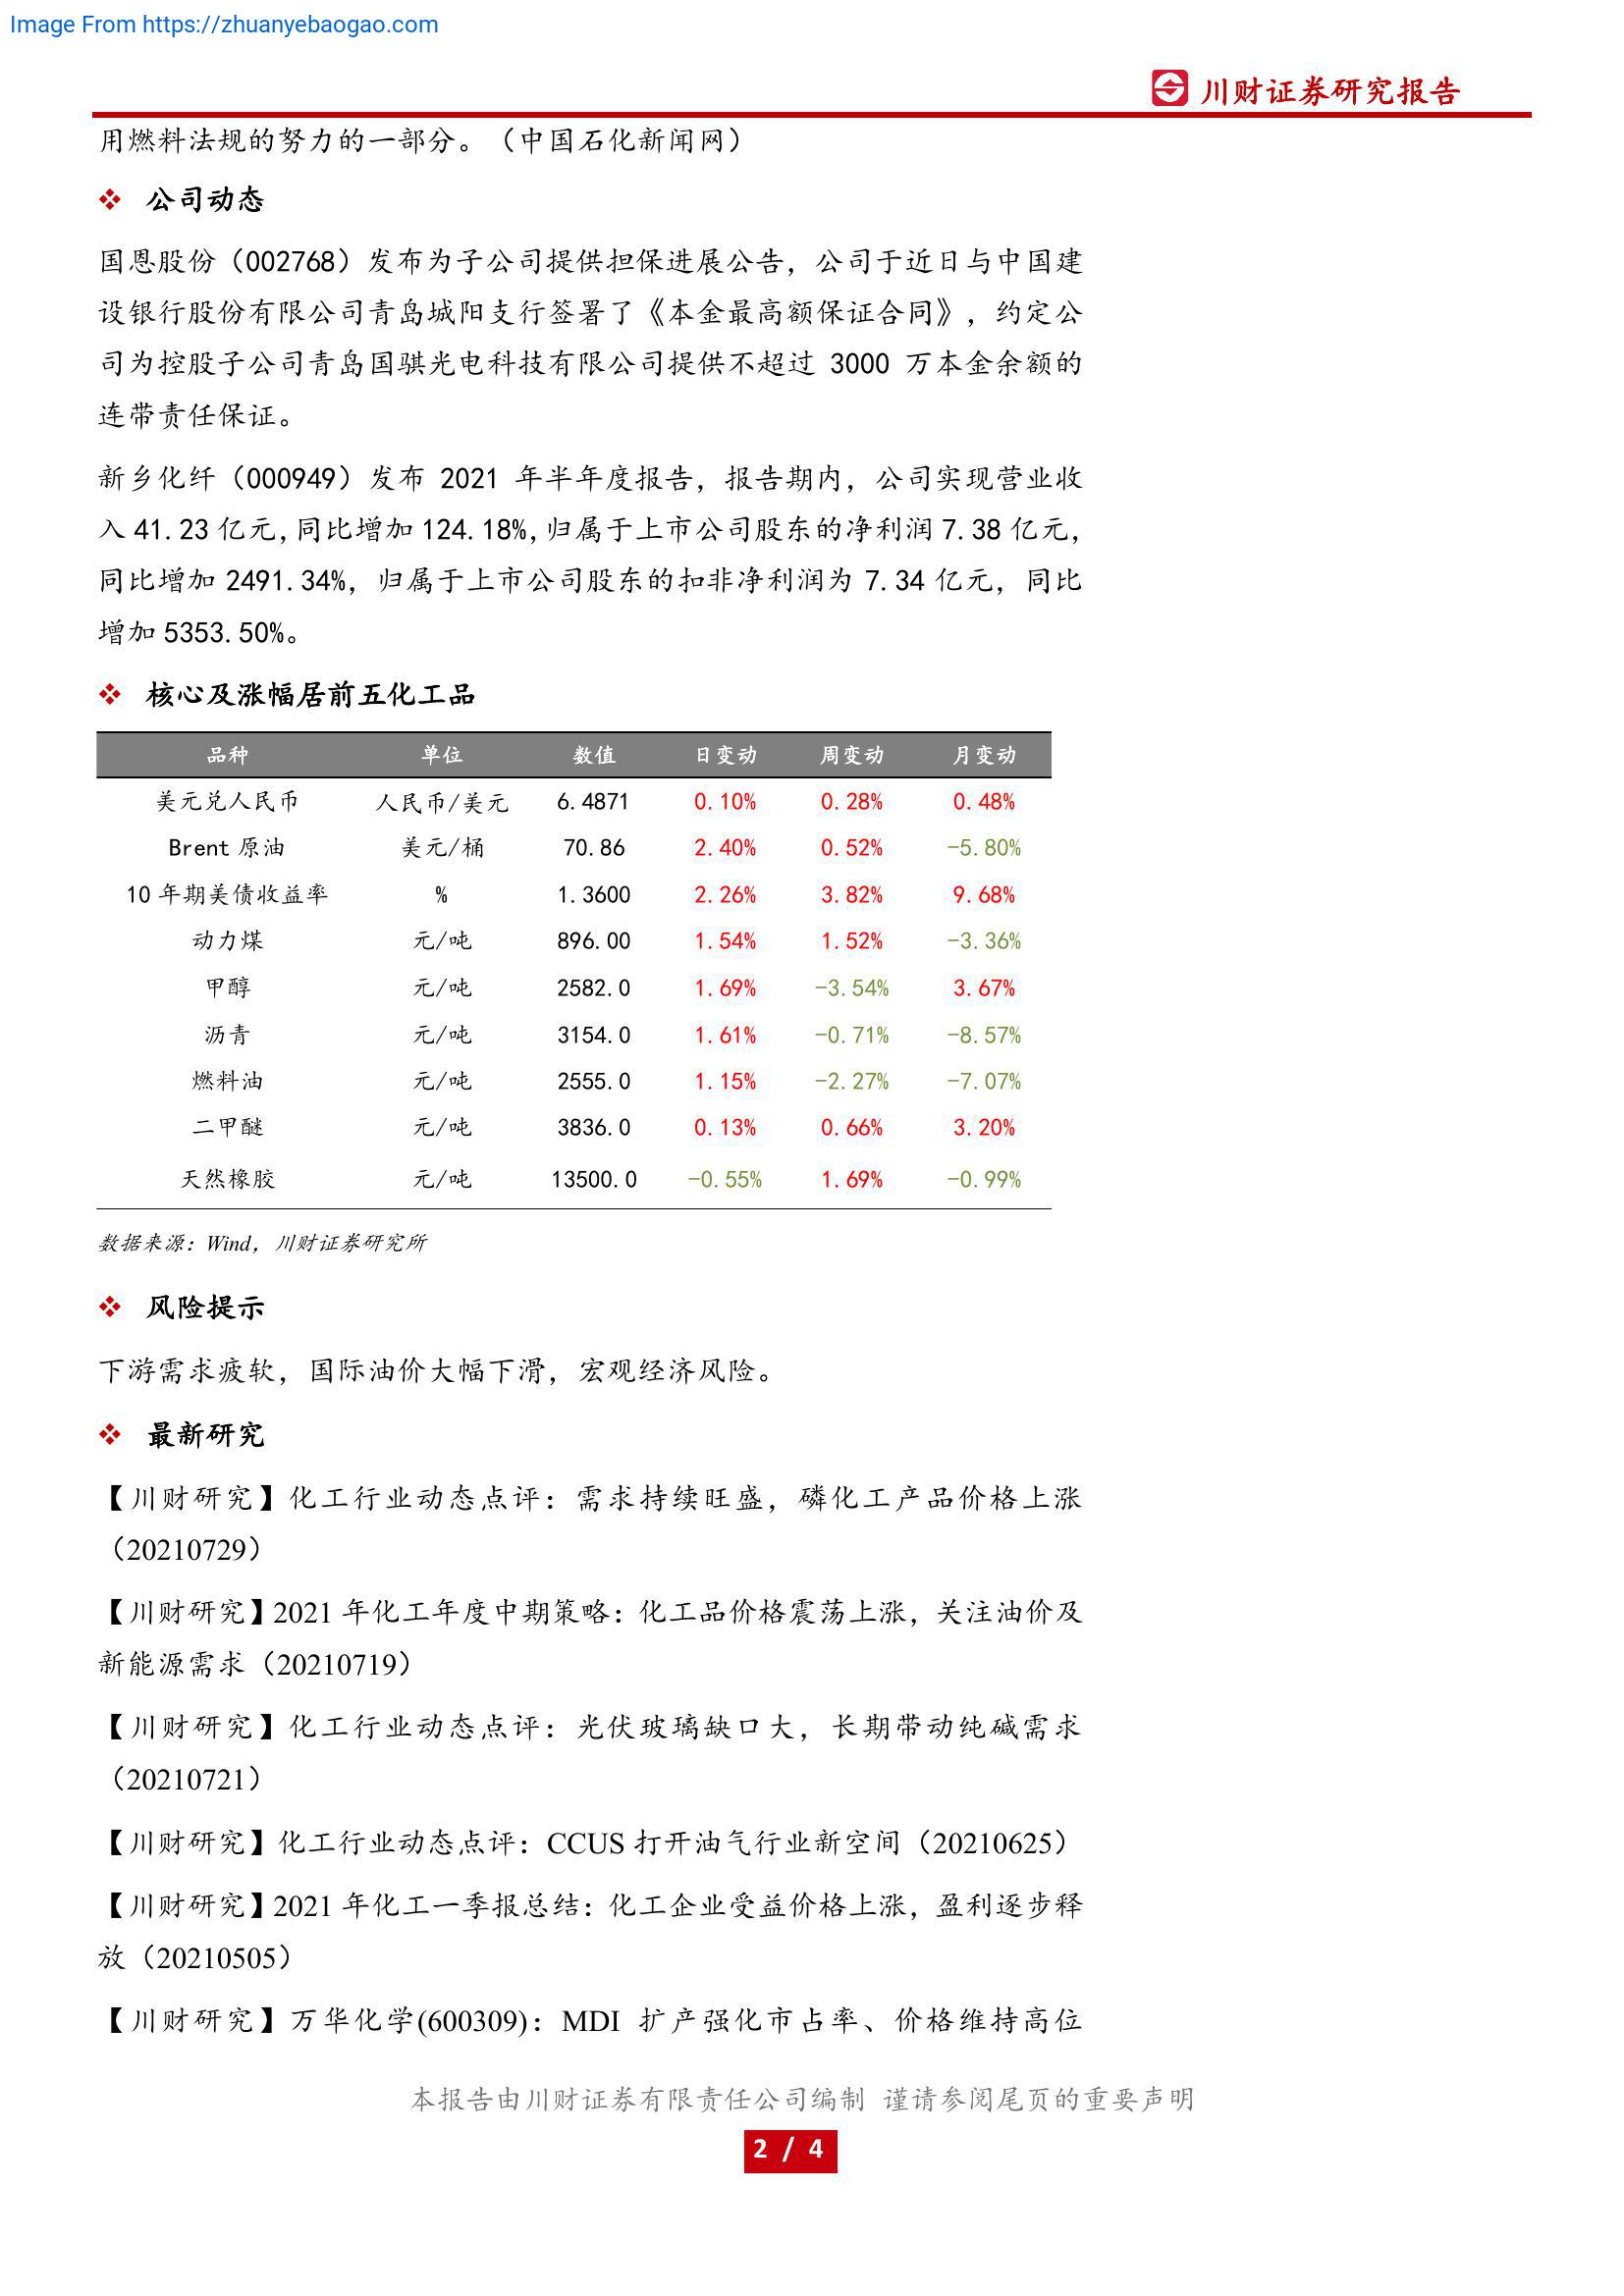 Image From https://zhuanyebaogao.com
川财证券研究报告
用燃料法规的努力的一部分。（中国石化新闻网）
❖ 公司动态
国恩股份（002768）发布为子公司提供担保进展公告，公司于近日与中国建
设银行股份有限公司青岛城阳支行签署了《本金最高额保证合同》，约定公
司为控股子公司青岛国骐光电科技有限公司提供不超过 3000 万本金余额的
连带责任保证。
新乡化纤（000949）发布 2021 年半年度报告，报告期内，公司实现营业收
入 41.23 亿元，同比增加 124.18%，归属于上市公司股东的净利润 7.38 亿元，
同比增加 2491.34%，归属于上市公司股东的扣非净利润为 7.34 亿元，同比
增加 5353.50%。
❖ 核心及涨幅居前五化工品
品种 单位 数值 日变动 周变动 月变动
美元兑人民币 人民币/美元 6.4871 0.10% 0.28% 0.48%
Brent 原油 美元/桶 70.86 2.40% 0.52% -5.80%
10 年期美债收益率 % 1.3600 2.26% 3.82% 9.68%
动力煤 元/吨 896.00 1.54% 1.52% -3.36%
甲醇 元/吨 2582.0 1.69% -3.54% 3.67%
沥青 元/吨 3154.0 1.61% -0.71% -8.57%
燃料油 元/吨 2555.0 1.15% -2.27% -7.07%
二甲醚 元/吨 3836.0 0.13% 0.66% 3.20%
天然橡胶 元/吨 13500.0 -0.55% 1.69% -0.99%
数据来源：Wind，川财证券研究所
❖ 风险提示
下游需求疲软，国际油价大幅下滑，宏观经济风险。
❖ 最新研究
【川财研究】化工行业动态点评：需求持续旺盛，磷化工产品价格上涨
（20210729）
【川财研究】2021 年化工年度中期策略：化工品价格震荡上涨，关注油价及
新能源需求（20210719）
【川财研究】化工行业动态点评：光伏玻璃缺口大，长期带动纯碱需求
（20210721）
【川财研究】化工行业动态点评：CCUS 打开油气行业新空间（20210625）
【川财研究】2021 年化工一季报总结：化工企业受益价格上涨，盈利逐步释
放（20210505）
【川财研究】万华化学(600309)：MDI 扩产强化市占率、价格维持高位
本报告由川财证券有限责任公司编制 谨请参阅尾页的重要声明
2 / 4